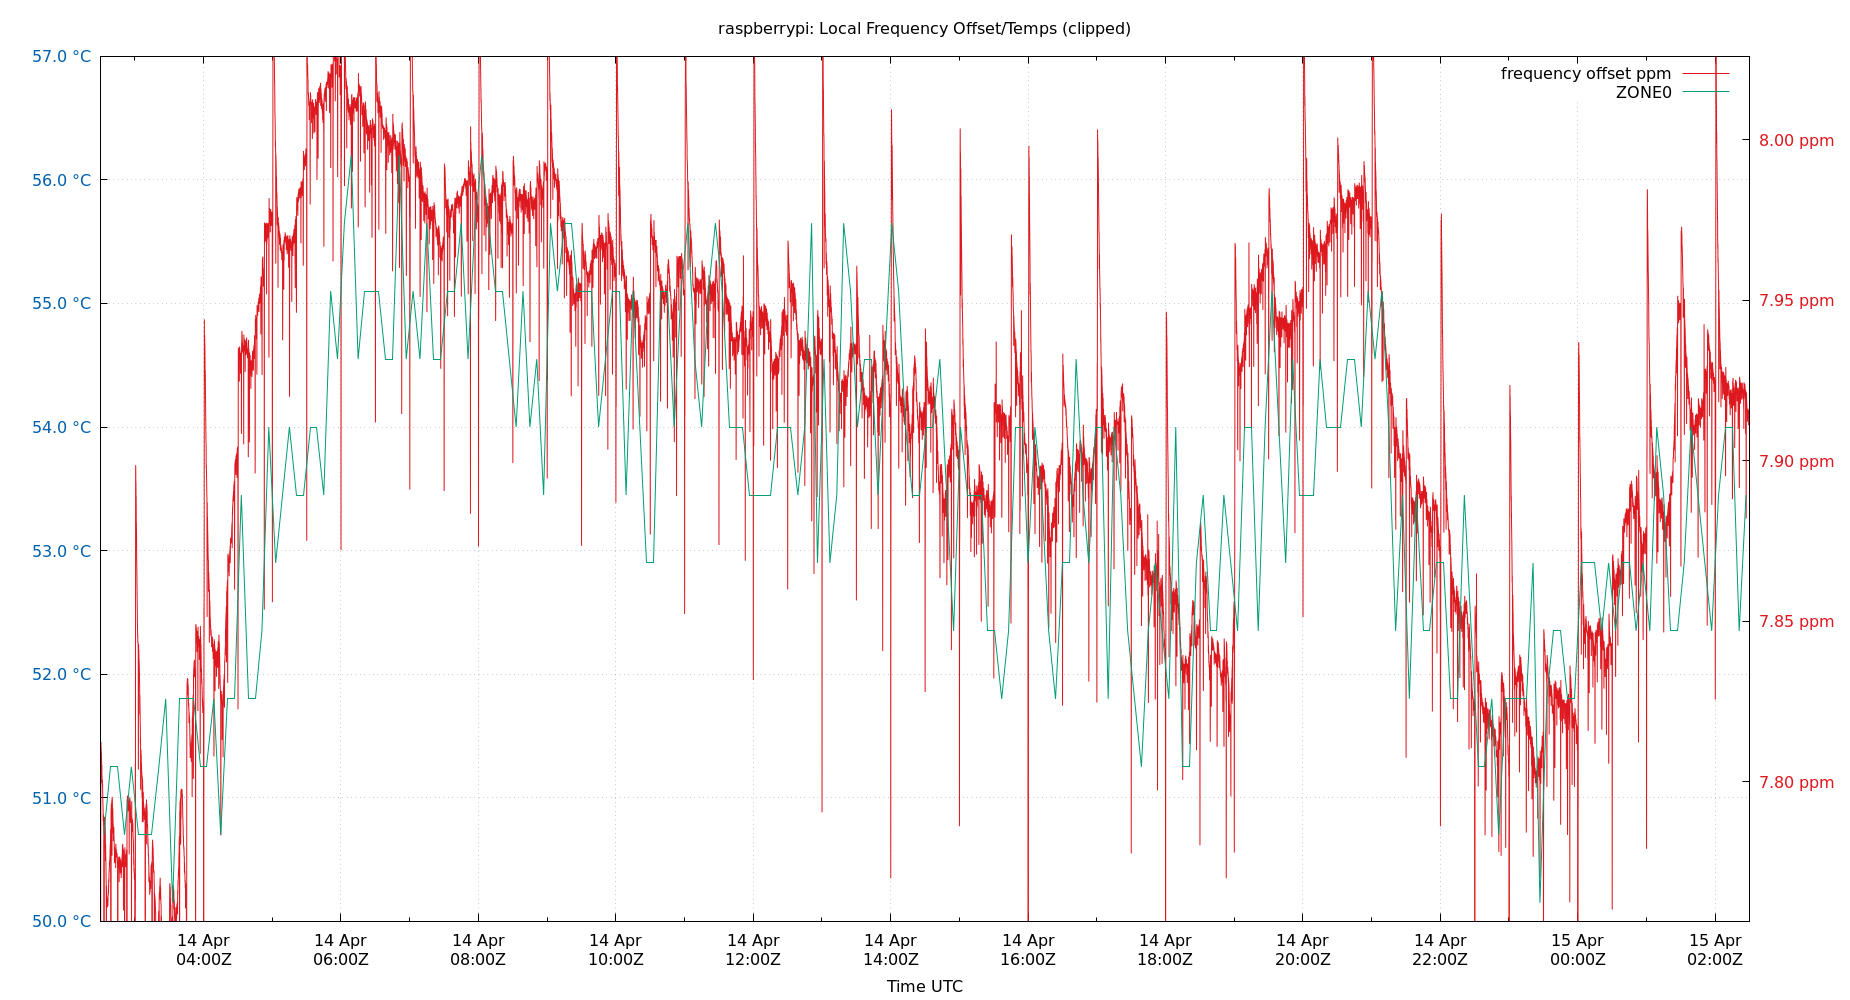 raspberrypi: Local Frequency Offset/Temps (clipped)
frequency offset ppm
ZONE0
57.0 °C
56.0 °C
55.0 °C
54.0 °C
53.0 °C
52.0 °C
51.0 °C
50.0 °C
8.00 ppm
7.95 ppm
7.90 ppm
7.85 ppm
7.80 ppm
14 Apr 14 Apr 14 Apr 14 Apr 14 Apr 14 Apr 14 Apr 14 Apr 14 Apr 14 Apr 15 Apr 15 Apr
04:00Z 06:00Z 08:00Z 10:00Z 12:00Z 14:00Z 16:00Z 18:00Z 20:00Z 22:00Z 00:00Z 02:00Z
Time UTC